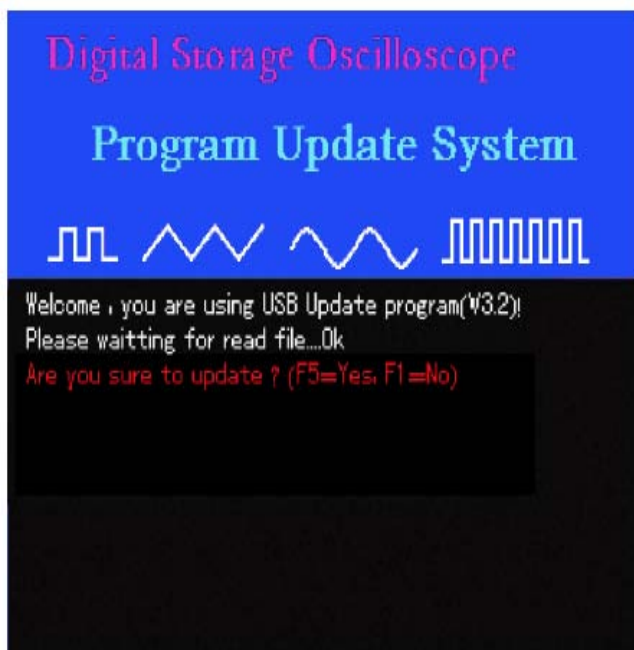 Digital Storage Oscilloscope
Program Update System
Welcome , you are using USB Update program(V3.2)!
Please waitting for read file....Ok
Are you sure to update ? (F5=Yes, F1=No)